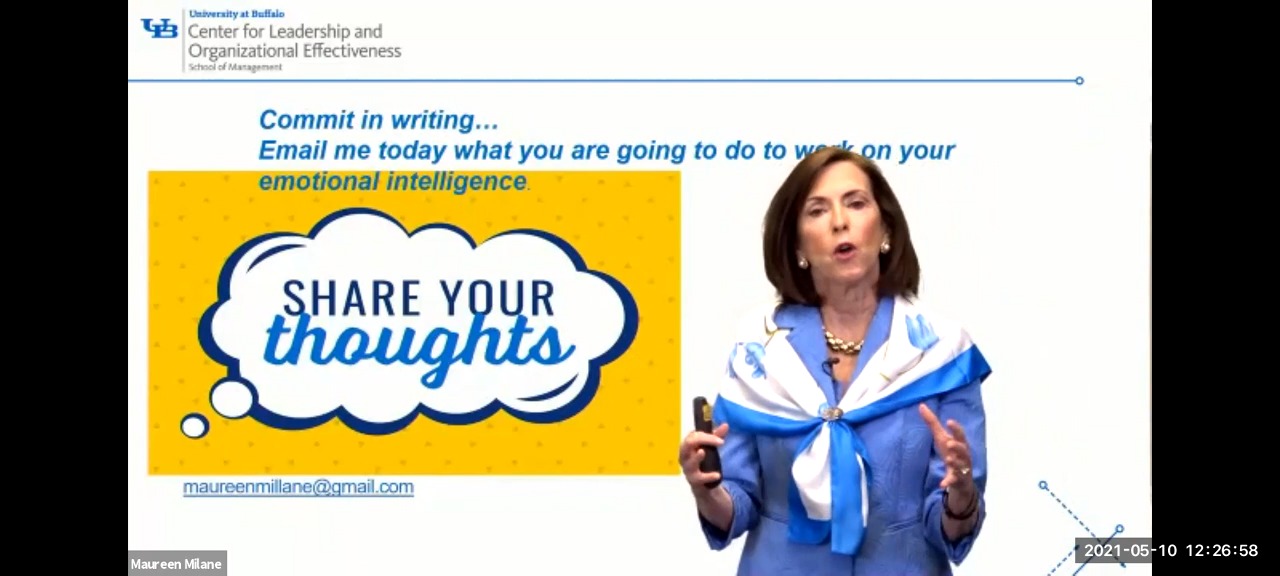 University at Buffalo
UB
Center for Leadership and
Organizational Effectiveness
School of Management
Commit in writing…
Email me today what you are going to do to work on your
emotional intelligence.
SHARE YOUR
thoughts
maureenmillane@gmail.com
Maureen Milane
2021-05-10 12:26:58